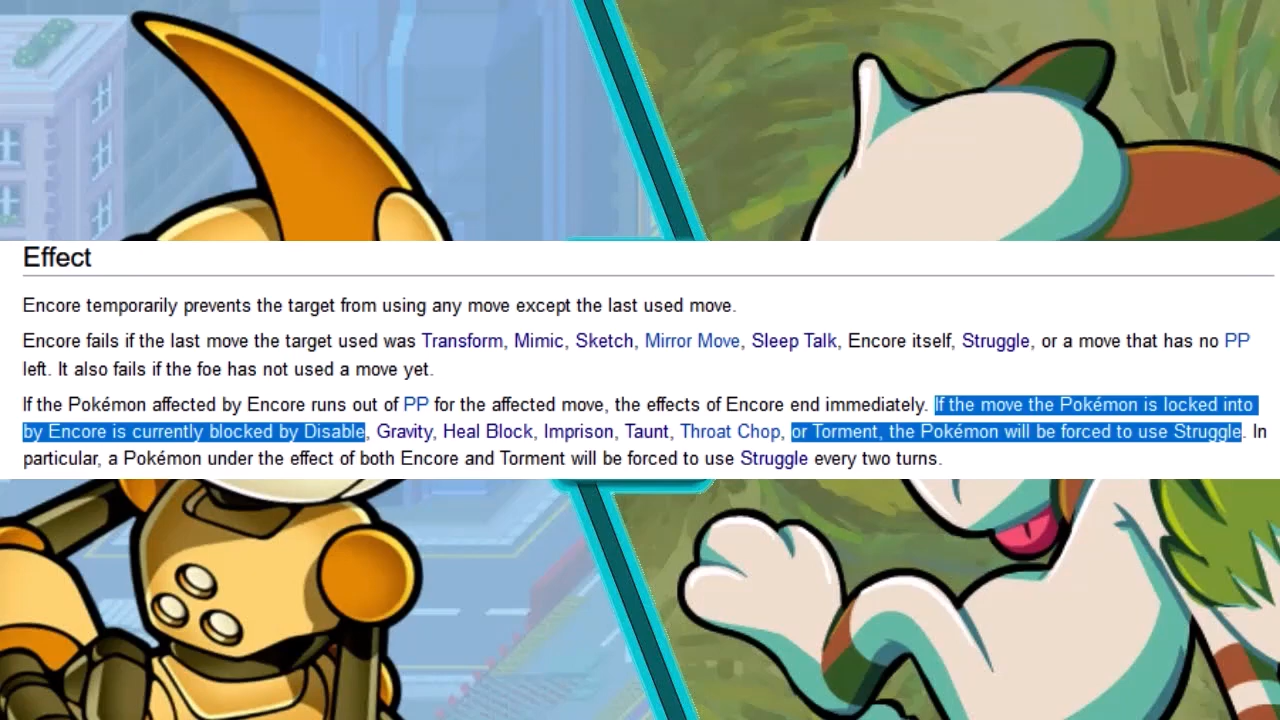 Effect
Encore temporarily prevents the target from using any move except the last used move.
Encore fails if the last move the target used was Transform, Mimic, Sketch, Mirror Move, Sleep Talk, Encore itself, Struggle, or a move that has no PP
left. It also fails if the foe has not used a move yet.
If the Pokémon affected by Encore runs out of PP for the affected move, the effects of Encore end immediately. If the move the Pokémon is locked into
by Encore is currently blocked by Disable, Gravity, Heal Block, Imprison, Taunt, Throat Chop, or Torment, the Pokémon will be forced to use Struggle. In
particular, a Pokémon under the effect of both Encore and Torment will be forced to use Struggle every two turns.